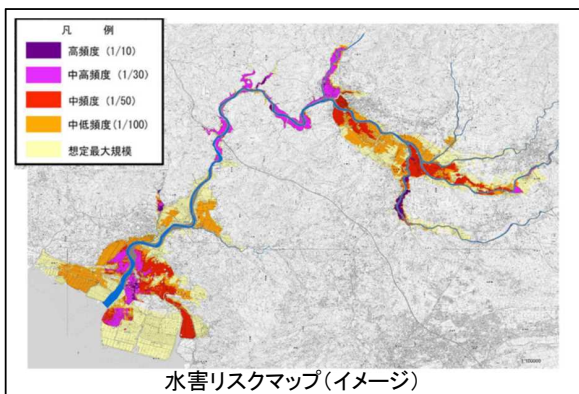 凡 例
高頻度（1/10）
中高頻度（1/30）
中頻度（1/50）
中低頻度（1/100）
想定最大規模
水害リスクマップ（イメージ）